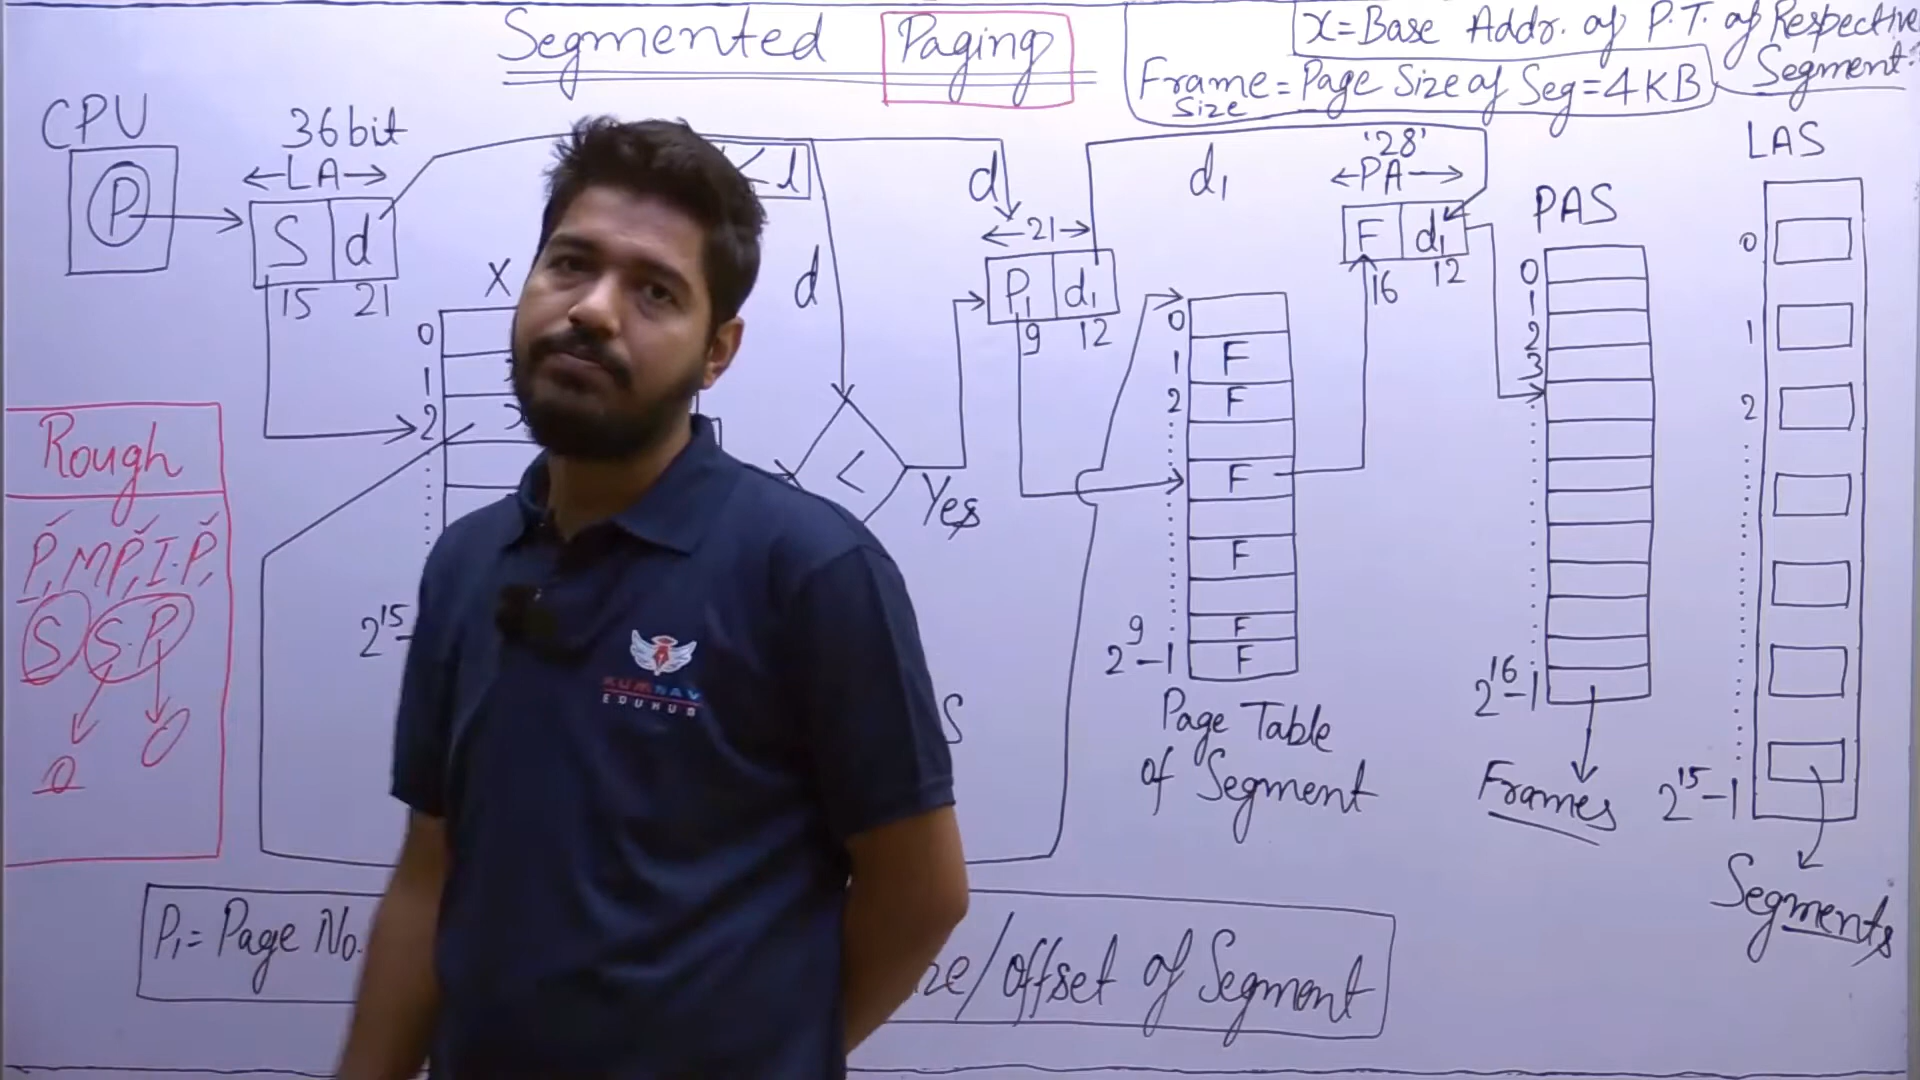 Segmented Paging
x=Base Addr. of P.T. of Respective Segment.
Frame Size = Page Size of Seg=4KB
CPU
P
36 bit
LA
S d
15 21
X
0
1
2
2^15-
<l
d
d
<
Yes
S
d
21
P1 d1
9 12
d1
0
1 F
2 F
F
F
F
2^9-1 F
Page Table
of Segment
'28'
PA
F d1
16 12
PAS
0
1
2
3
2^16-1
Frames
LAS
0
1
2
2^15-1
Segments
Rough
P, MP, I.P,
S S.P
KUMSAV
EDUHUB
P1= Page No.
/offset of Segment